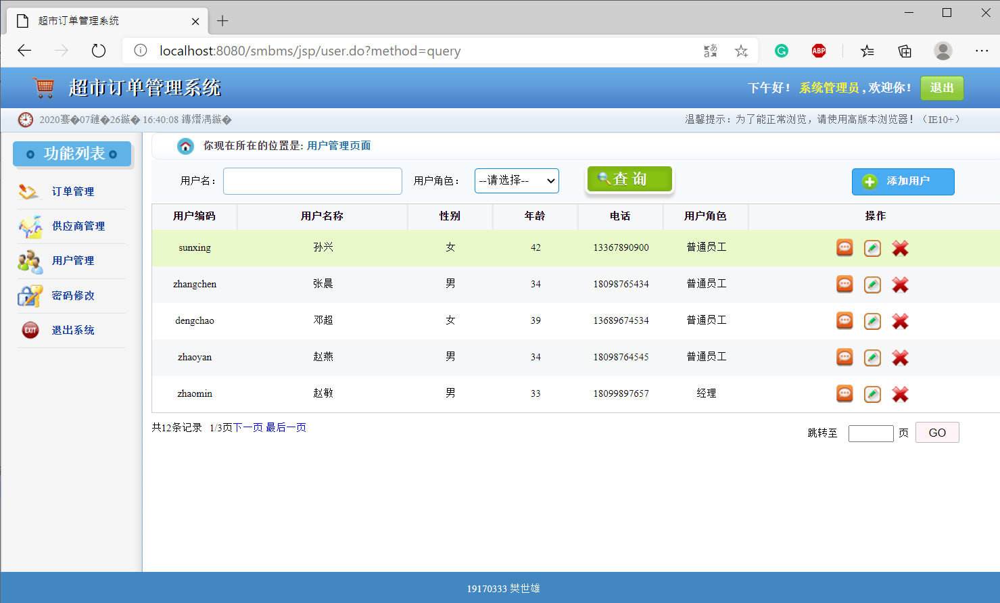 超市订单管理系统
localhost:8080/smbms/jsp/user.do?method=query
ABP
超市订单管理系统
下午好！ 系统管理员 , 欢迎你！ 退出
2020骞�07鏈�26鏃� 16:40:08 鏄熸湡鏃�
温馨提示：为了能正常浏览，请使用高版本浏览器！（IE10+）
功能列表
订单管理
供应商管理
用户管理
密码修改
EXIT 退出系统
你现在所在的位置是: 用户管理页面
用户名： 用户角色： --请选择-- 查 询 添加用户
用户编码 用户名称 性别 年龄 电话 用户角色 操作
sunxing 孙兴 女 42 13367890900 普通员工
zhangchen 张晨 男 34 18098765434 普通员工
dengchao 邓超 女 39 13689674534 普通员工
zhaoyan 赵燕 男 34 18098764545 普通员工
zhaomin 赵敏 男 33 18099897657 经理
共12条记录 1/3页下一页 最后一页
跳转至 页 GO
19170333 樊世雄